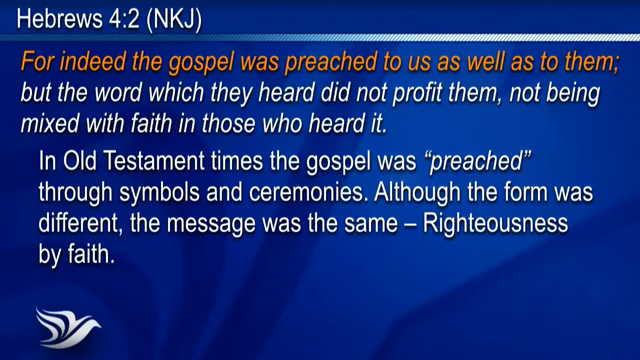 Hebrews 4:2 (NKJ)
For indeed the gospel was preached to us as well as to them;
but the word which they heard did not profit them, not being
mixed with faith in those who heard it.
In Old Testament times the gospel was “preached”
through symbols and ceremonies. Although the form was
different, the message was the same – Righteousness
by faith.